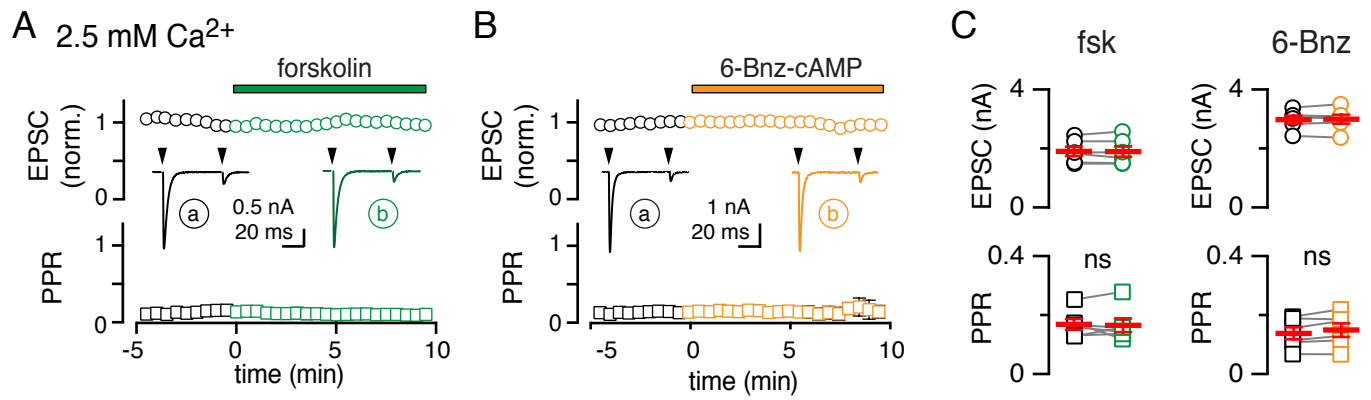 A 2.5 mM Ca2+
forskolin
EPSC (norm.)
1
0
a
0.5 nA
20 ms
b
PPR
1
0
-5 0 5 10
time (min)
B
6-Bnz-cAMP
EPSC (norm.)
1
0
a
1 nA
20 ms
b
PPR
1
0
-5 0 5 10
time (min)
C
fsk
EPSC (nA)
4
0
PPR
0.4
0
ns
6-Bnz
EPSC (nA)
4
0
PPR
0.4
0
ns